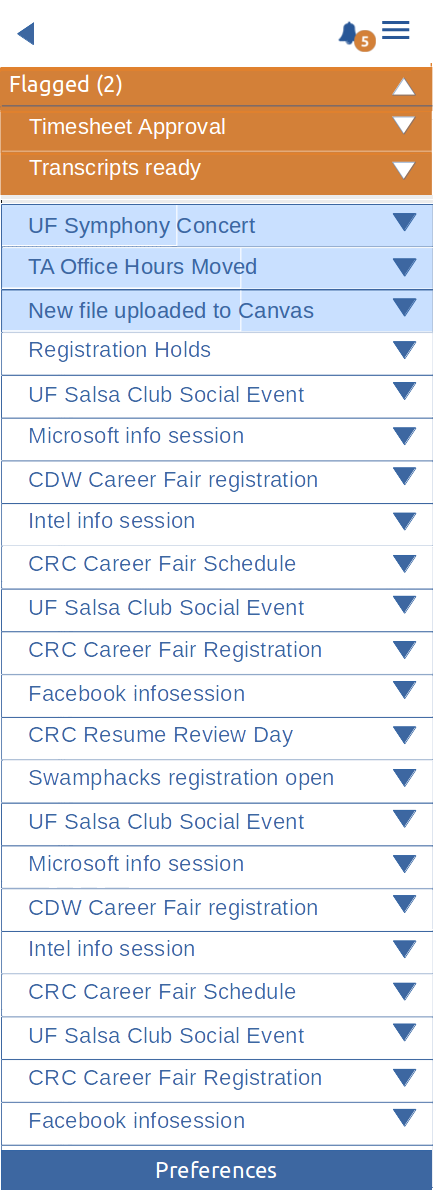 5
Flagged (2)
Timesheet Approval
Transcripts ready
UF Symphony Concert
TA Office Hours Moved
New file uploaded to Canvas
Registration Holds
UF Salsa Club Social Event
Microsoft info session
CDW Career Fair registration
Intel info session
CRC Career Fair Schedule
UF Salsa Club Social Event
CRC Career Fair Registration
Facebook infosession
CRC Resume Review Day
Swamphacks registration open
UF Salsa Club Social Event
Microsoft info session
CDW Career Fair registration
Intel info session
CRC Career Fair Schedule
UF Salsa Club Social Event
CRC Career Fair Registration
Facebook infosession
Preferences